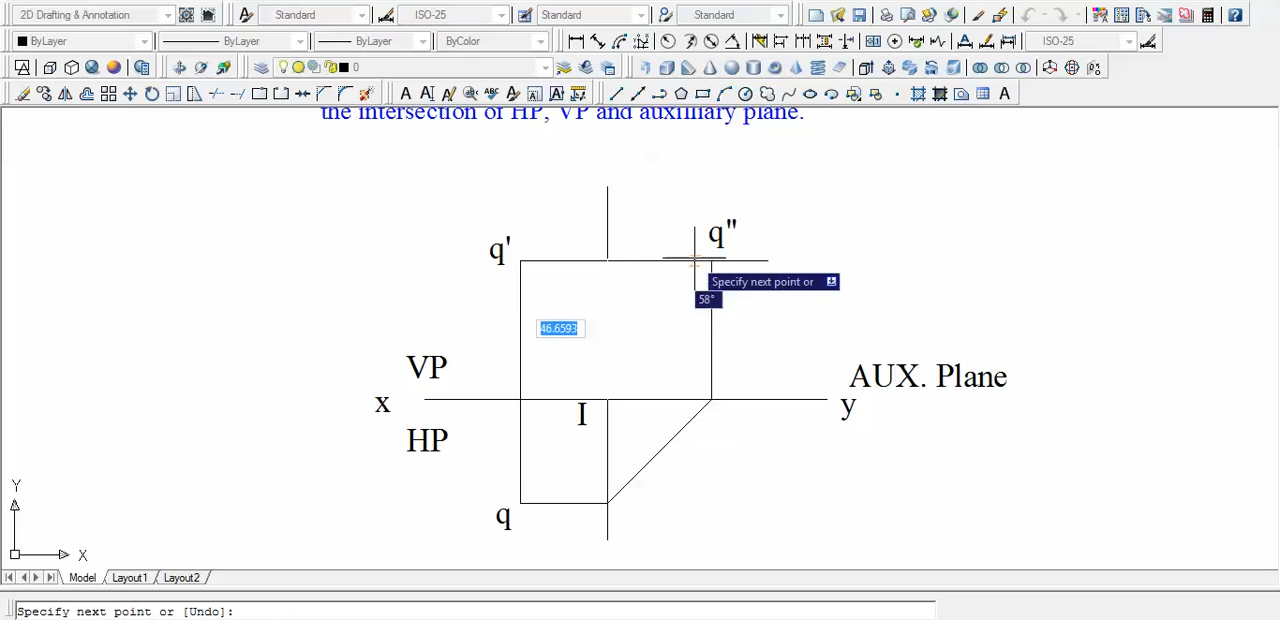 2D Drafting & Annotation Standard ISO-25 Standard Standard
ByLayer ByLayer ByLayer ByColor ISO-25
0
the intersection of HP, VP and auxilliary plane.
q' q"
Specify next point or
58°
46.6593
VP
AUX. Plane
x I y
HP
q
Y
X
Model Layout1 Layout2
Specify next point or [Undo]: